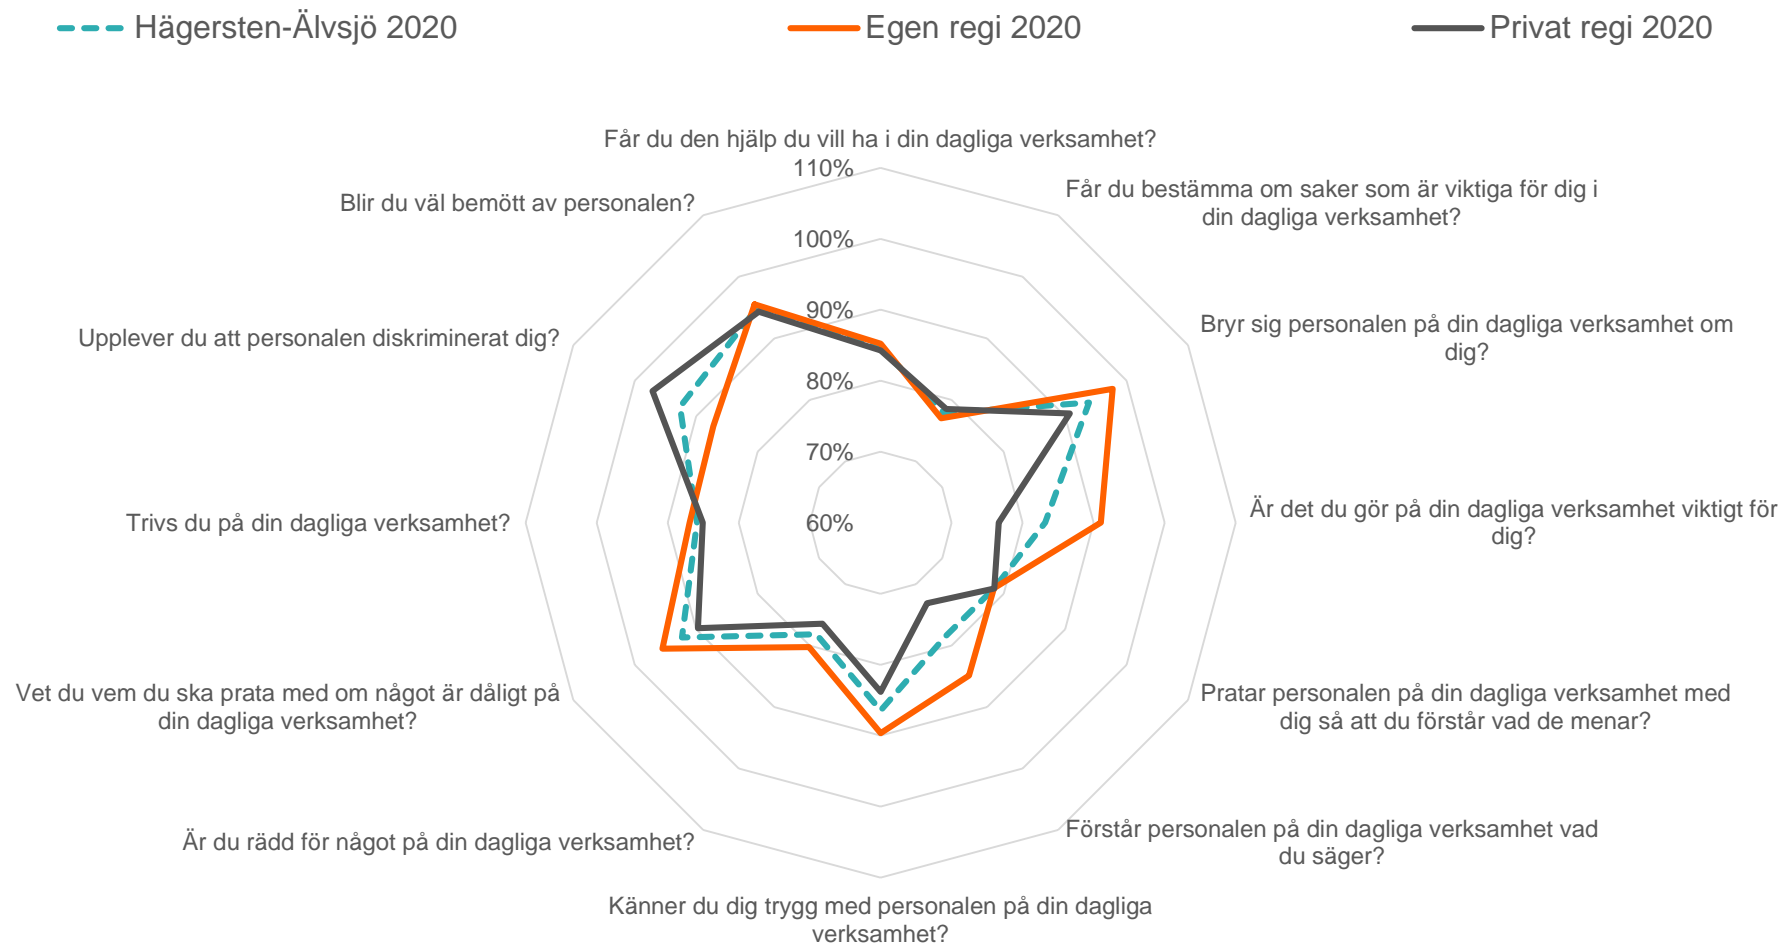 Hägersten-Älvsjö 2020
Egen regi 2020
Privat regi 2020
Får du den hjälp du vill ha i din dagliga verksamhet?
Får du bestämma om saker som är viktiga för dig i
din dagliga verksamhet?
Bryr sig personalen på din dagliga verksamhet om
dig?
Är det du gör på din dagliga verksamhet viktigt för
dig?
Pratar personalen på din dagliga verksamhet med
dig så att du förstår vad de menar?
Förstår personalen på din dagliga verksamhet vad
du säger?
Känner du dig trygg med personalen på din dagliga
verksamhet?
Är du rädd för något på din dagliga verksamhet?
Vet du vem du ska prata med om något är dåligt på
din dagliga verksamhet?
Trivs du på din dagliga verksamhet?
Upplever du att personalen diskriminerat dig?
Blir du väl bemött av personalen?
110%
100%
90%
80%
70%
60%